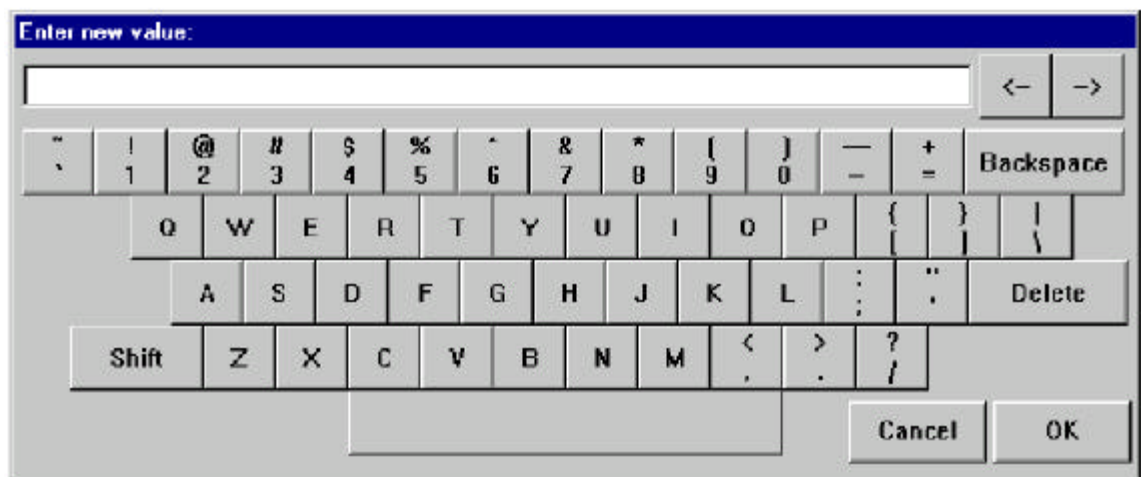 Enter new value:
<- ->
~ ! @ # $ % ^ & * ( ) — +
` 1 2 3 4 5 6 7 8 9 0 – = Backspace
Q W E R T Y U I O P { } |
[ ] \
A S D F G H J K L : " Delete
; '
Shift Z X C V B N M < > ?
, . /
Cancel OK